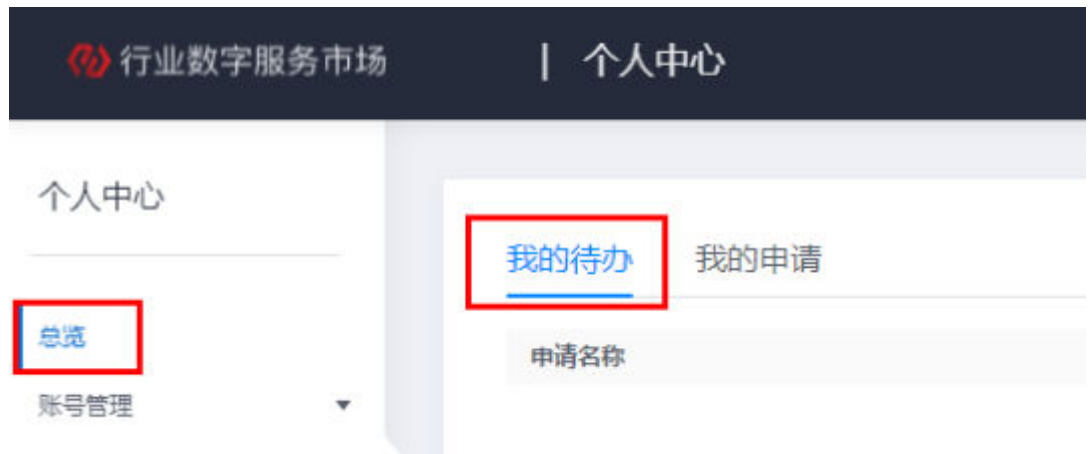 行业数字服务市场 | 个人中心
个人中心
我的待办 我的申请
总览
申请名称
账号管理